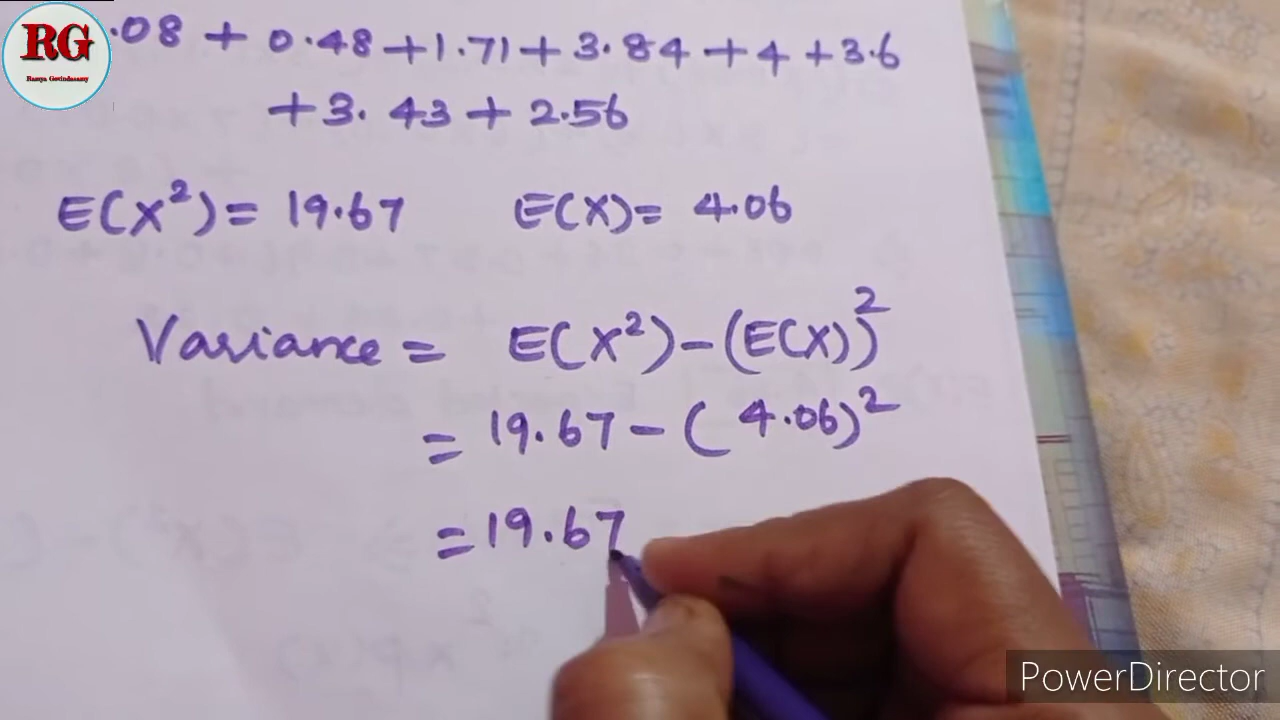 RG
Ramya Govindasamy
.08 + 0.48 + 1.71 + 3.84 + 4 + 3.6
+ 3.43 + 2.56
E(X²) = 19.67 E(X) = 4.06
Variance = E(X²) - (E(X))²
= 19.67 - (4.06)²
= 19.67
PowerDirector